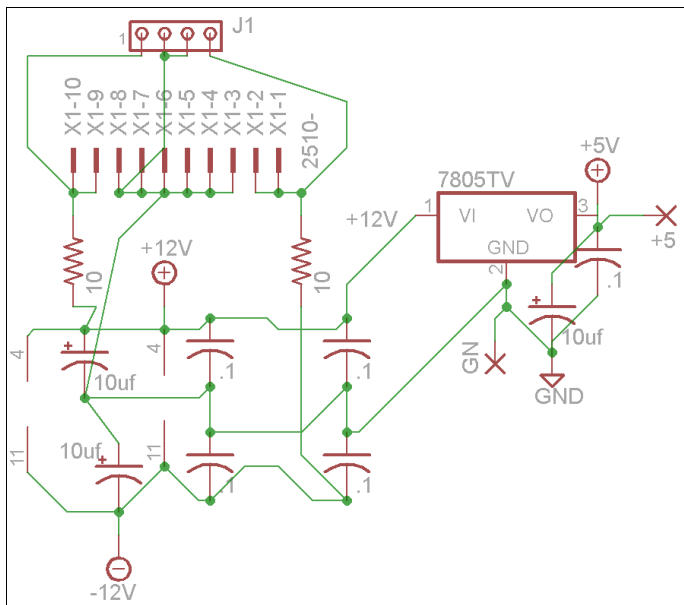 J1
1
X1-10
X1-9
X1-8
X1-7
X1-6
X1-5
X1-4
X1-3
X1-2
X1-1
2510-
+5V
7805TV
1
VI
VO
3
GND
2
+12V
+5
.1
10
+12V
10
10uf
GN
GND
4
4
10uf
.1
.1
11
10uf
11
.1
.1
-12V